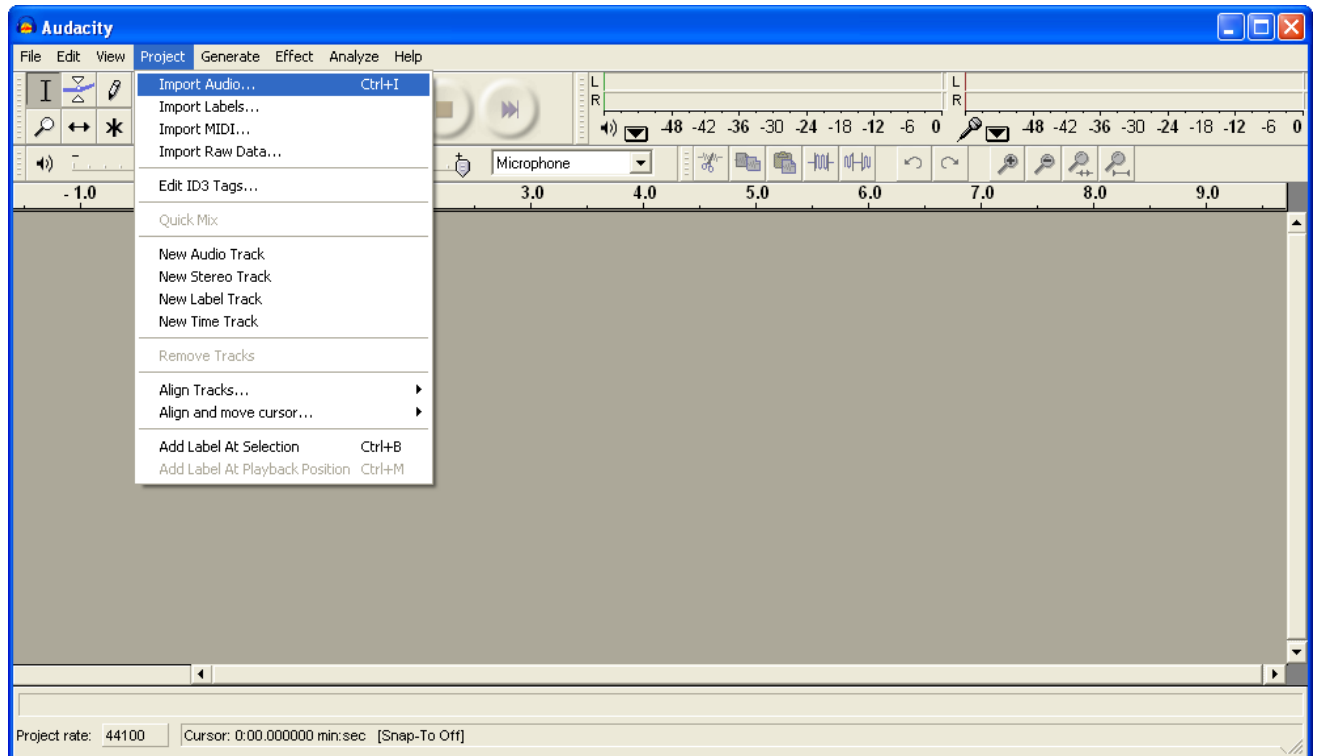 Audacity
File Edit View Project Generate Effect Analyze Help
Import Audio... Ctrl+I
Import Labels...
Import MIDI...
Import Raw Data...
Edit ID3 Tags...
Quick Mix
New Audio Track
New Stereo Track
New Label Track
New Time Track
Remove Tracks
Align Tracks...
Align and move cursor...
Add Label At Selection Ctrl+B
Add Label At Playback Position Ctrl+M
L
R
-48 -42 -36 -30 -24 -18 -12 -6 0
L
R
-48 -42 -36 -30 -24 -18 -12 -6 0
Microphone
- 1.0 3.0 4.0 5.0 6.0 7.0 8.0 9.0
Project rate: 44100 Cursor: 0:00.000000 min:sec [Snap-To Off]